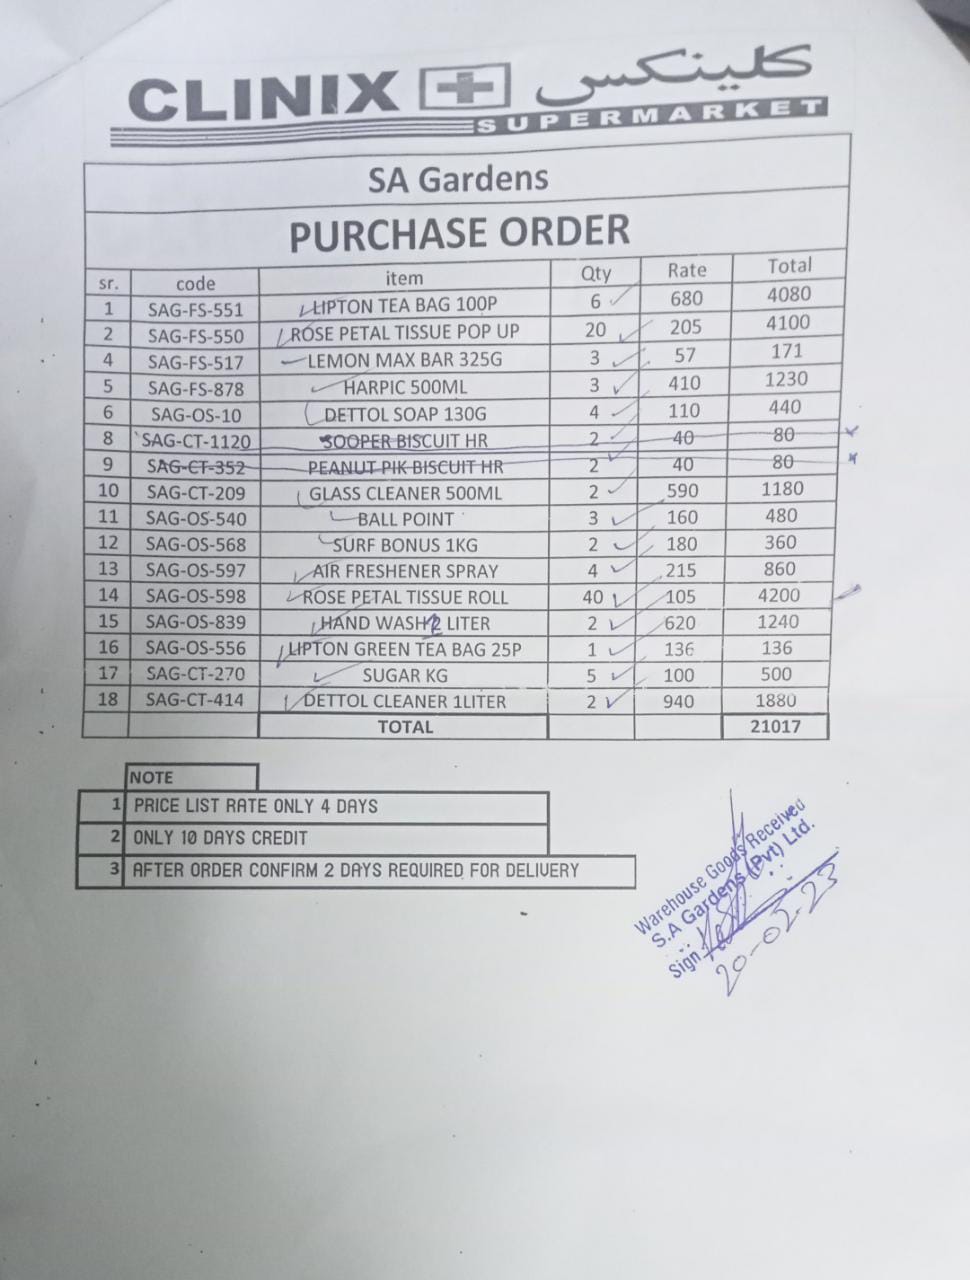 CLINIX کلینکس
SUPERMARKET
SA Gardens
PURCHASE ORDER
sr. code item Qty Rate Total
1 SAG-FS-551 LIPTON TEA BAG 100P 6 680 4080
2 SAG-FS-550 ROSE PETAL TISSUE POP UP 20 205 4100
4 SAG-FS-517 LEMON MAX BAR 325G 3 57 171
5 SAG-FS-878 HARPIC 500ML 3 410 1230
6 SAG-OS-10 DETTOL SOAP 130G 4 110 440
8 SAG-CT-1120 SOOPER BISCUIT HR 2 40 80
9 SAG-CT-352 PEANUT PIK BISCUIT HR 2 40 80
10 SAG-CT-209 GLASS CLEANER 500ML 2 590 1180
11 SAG-OS-540 BALL POINT 3 160 480
12 SAG-OS-568 SURF BONUS 1KG 2 180 360
13 SAG-OS-597 AIR FRESHENER SPRAY 4 215 860
14 SAG-OS-598 ROSE PETAL TISSUE ROLL 40 105 4200
15 SAG-OS-839 HAND WASH 2 LITER 2 620 1240
16 SAG-OS-556 LIPTON GREEN TEA BAG 25P 1 136 136
17 SAG-CT-270 SUGAR KG 5 100 500
18 SAG-CT-414 DETTOL CLEANER 1LITER 2 940 1880
TOTAL 21017
NOTE
1 PRICE LIST RATE ONLY 4 DAYS
2 ONLY 10 DAYS CREDIT
3 AFTER ORDER CONFIRM 2 DAYS REQUIRED FOR DELIVERY
Warehouse Goods Received
S.A Gardens (Pvt) Ltd.
Sign
20-02-23